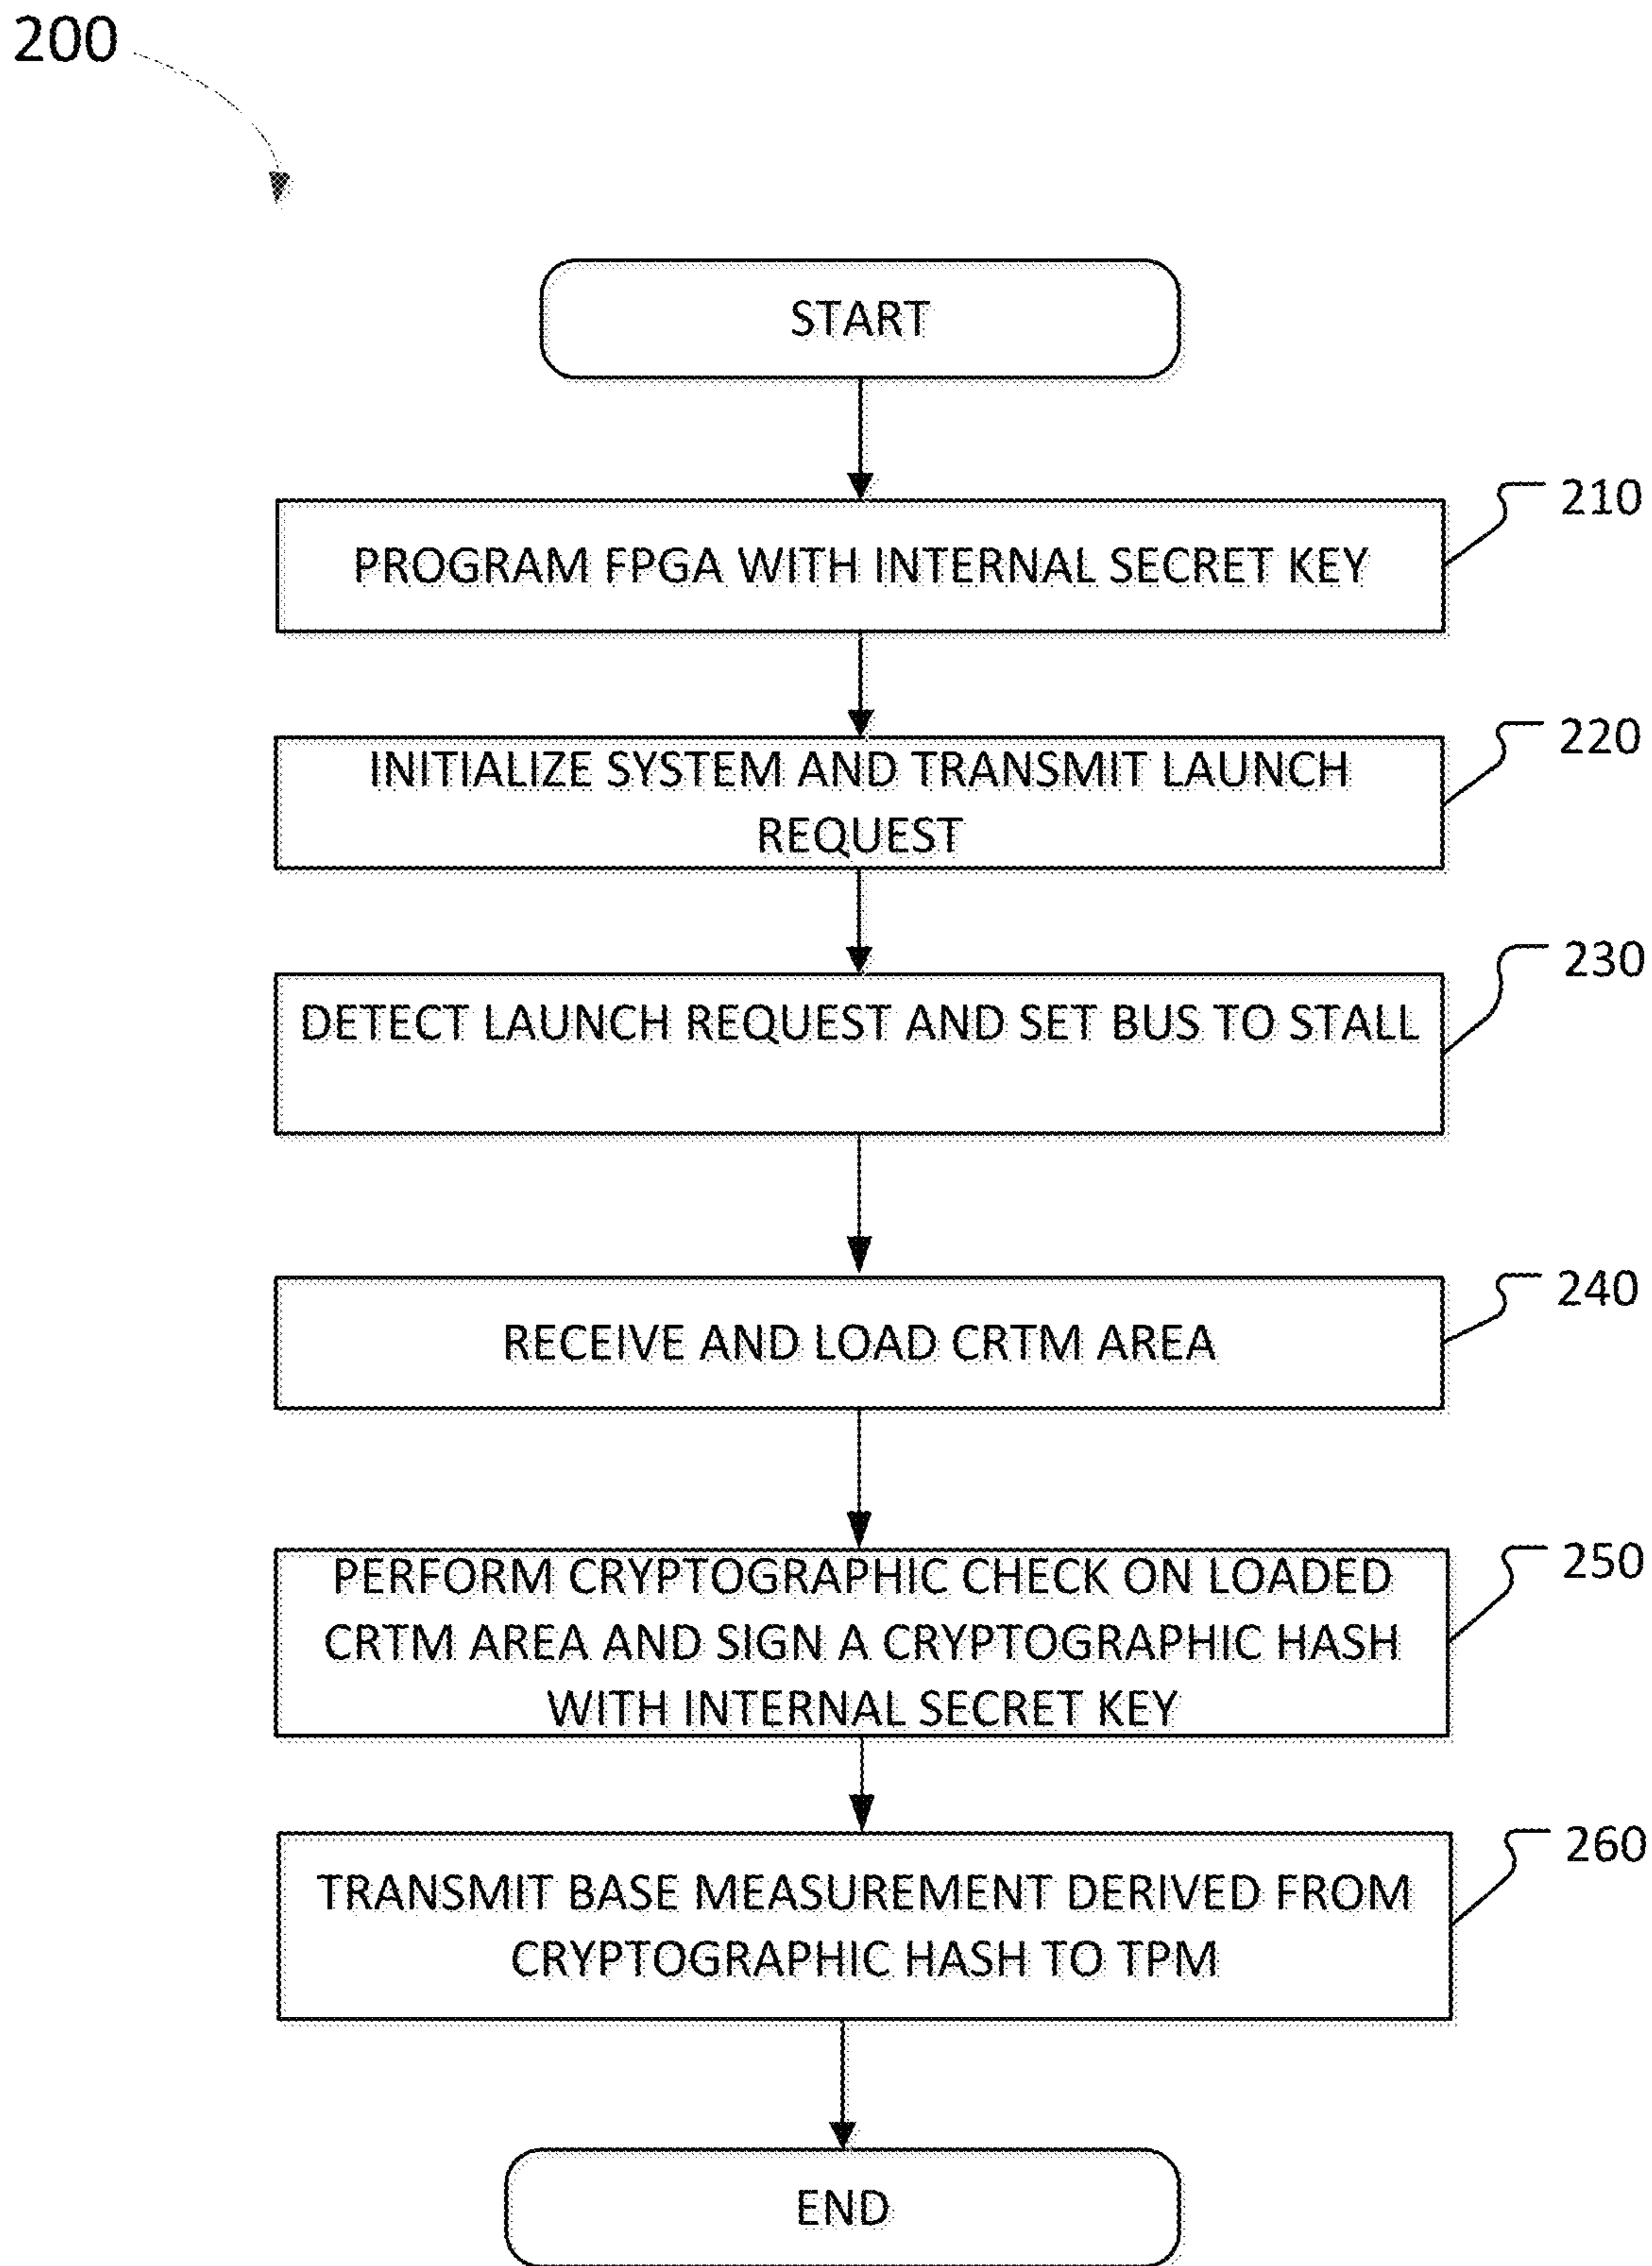 200
START
210
PROGRAM FPGA WITH INTERNAL SECRET KEY
220
INITIALIZE SYSTEM AND TRANSMIT LAUNCH
REQUEST
230
DETECT LAUNCH REQUEST AND SET BUS TO STALL
240
RECEIVE AND LOAD CRTM AREA
250
PERFORM CRYPTOGRAPHIC CHECK ON LOADED
CRTM AREA AND SIGN A CRYPTOGRAPHIC HASH
WITH INTERNAL SECRET KEY
260
TRANSMIT BASE MEASUREMENT DERIVED FROM
CRYPTOGRAPHIC HASH TO TPM
END